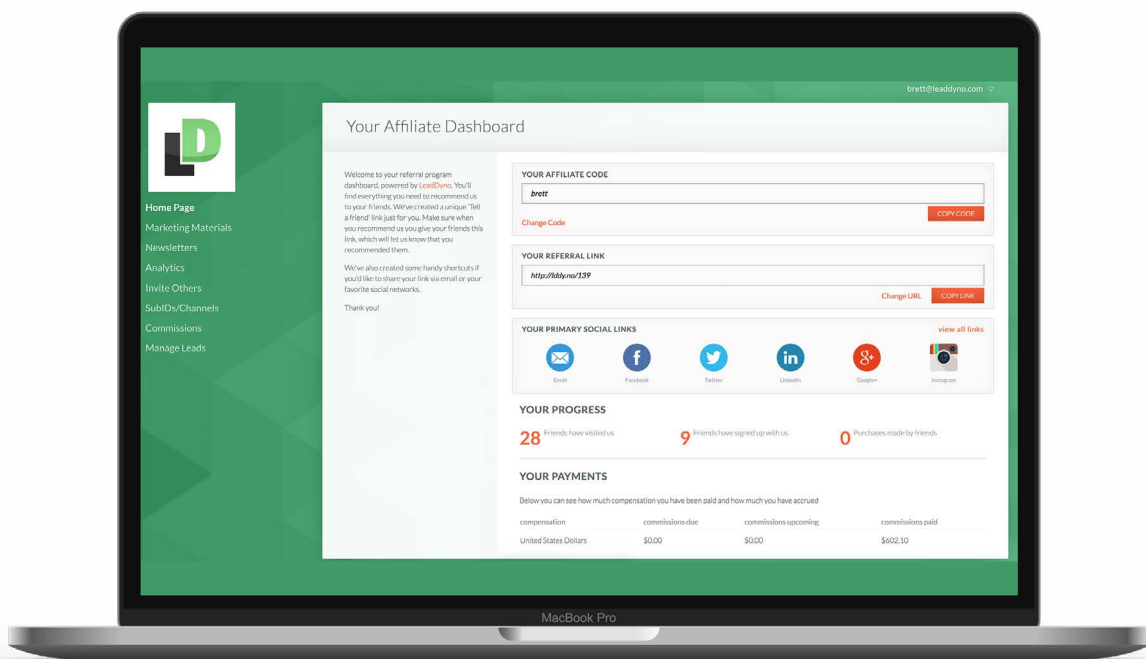 brett@leaddyno.com
LD
Home Page
Marketing Materials
Newsletters
Analytics
Invite Others
SubIDs/Channels
Commissions
Manage Leads
Your Affiliate Dashboard
Welcome to your referral program
dashboard, powered by LeadDyno. You'll
find everything you need to recommend us
to your friends. We've created a unique 'Tell
a friend' link just for you. Make sure when
you recommend us you give your friends this
link, which will let us know that you
recommended them.
We've also created some handy shortcuts if
you'd like to share your link via email or your
favorite social networks.
Thank you!
YOUR AFFILIATE CODE
brett
Change Code
COPY CODE
YOUR REFERRAL LINK
http://lddy.no/139
Change URL COPY LINK
YOUR PRIMARY SOCIAL LINKS view all links
f in 8+
Email Facebook Twitter LinkedIn Google+ Instagram
YOUR PROGRESS
28 Friends have visited us 9 Friends have signed up with us 0 Purchases made by friends
YOUR PAYMENTS
Below you can see how much compensation you have been paid and how much you have accrued
compensation commissions due commissions upcoming commissions paid
United States Dollars $0.00 $0.00 $602.10
MacBook Pro